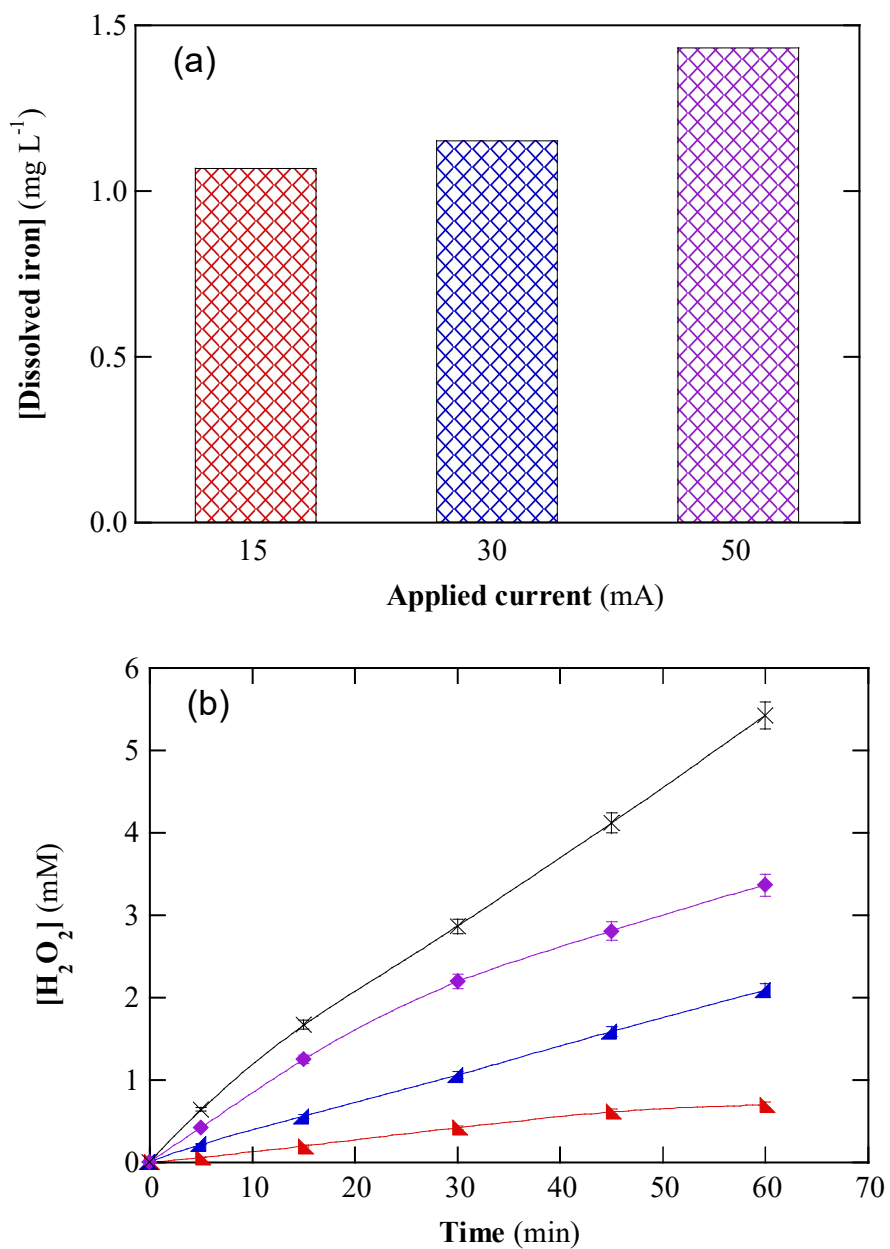 (a)
[Dissolved iron] (mg L⁻¹)
1.5
1.0
0.5
0.0
15 30 50
Applied current (mA)
(b)
[H₂O₂] (mM)
6
5
4
3
2
1
0
0 10 20 30 40 50 60 70
Time (min)